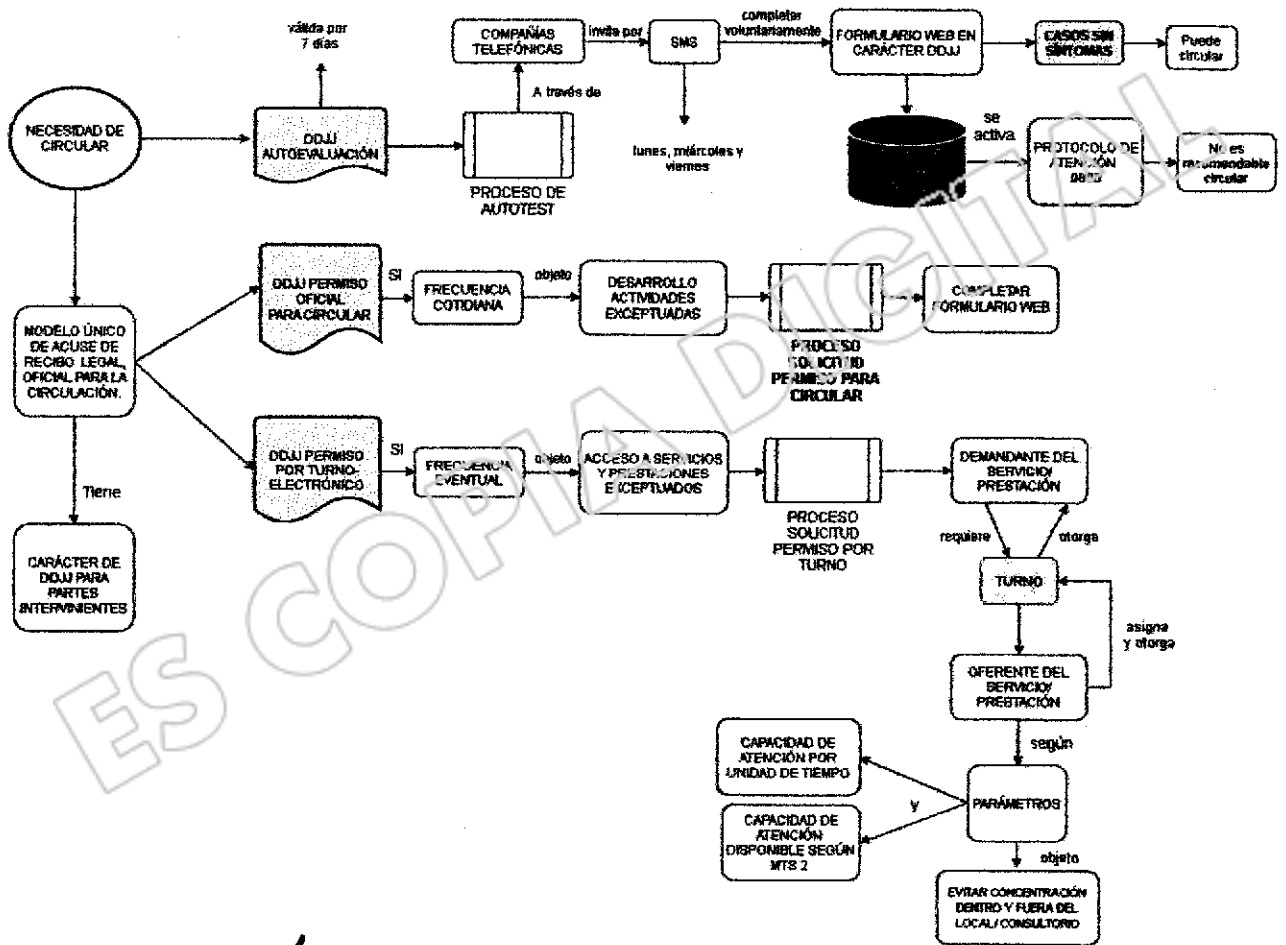 válida por
7 días
COMPAÑÍAS
TELEFÓNICAS
invita por
SMS
completar
voluntariamente
FORMULARIO WEB EN
CARÁCTER DDJJ
CASOS SIN
SÍNTOMAS
Puede
circular
NECESIDAD DE
CIRCULAR
DDJJ
AUTOEVALUACIÓN
A través de
PROCESO DE
AUTOTEST
lunes, miércoles y
viernes
se
activa
PROTOCOLO DE
ATENCIÓN
No es
recomendable
circular
MODELO ÚNICO
DE ACUSE DE
RECIBO LEGAL,
OFICIAL PARA LA
CIRCULACIÓN.
DDJJ PERMISO
OFICIAL
PARA CIRCULAR
SI
FRECUENCIA
COTIDIANA
objeto
DESARROLLO
ACTIVIDADES
EXCEPTUADAS
PROCESO
SOLICITUD
PERMISO PARA
CIRCULAR
COMPLETAR
FORMULARIO WEB
DDJJ PERMISO
POR TURNO-
ELECTRÓNICO
SI
FRECUENCIA
EVENTUAL
objeto
ACCESO A SERVICIOS
Y PRESTACIONES
EXCEPTUADOS
PROCESO
SOLICITUD
PERMISO POR
TURNO
DEMANDANTE DEL
SERVICIO/
PRESTACIÓN
Tiene
CARÁCTER DE
DDJJ PARA
PARTES
INTERVINIENTES
requiere
otorga
TURNO
asigna
y otorga
OFERENTE DEL
SERVICIO/
PRESTACIÓN
según
PARÁMETROS
CAPACIDAD DE
ATENCIÓN POR
UNIDAD DE TIEMPO
y
CAPACIDAD DE
ATENCIÓN
DISPONIBLE SEGÚN
MTS 2
objeto
EVITAR CONCENTRACIÓN
DENTRO Y FUERA DEL
LOCAL/ CONSULTORIO
ES COPIA DIGITAL